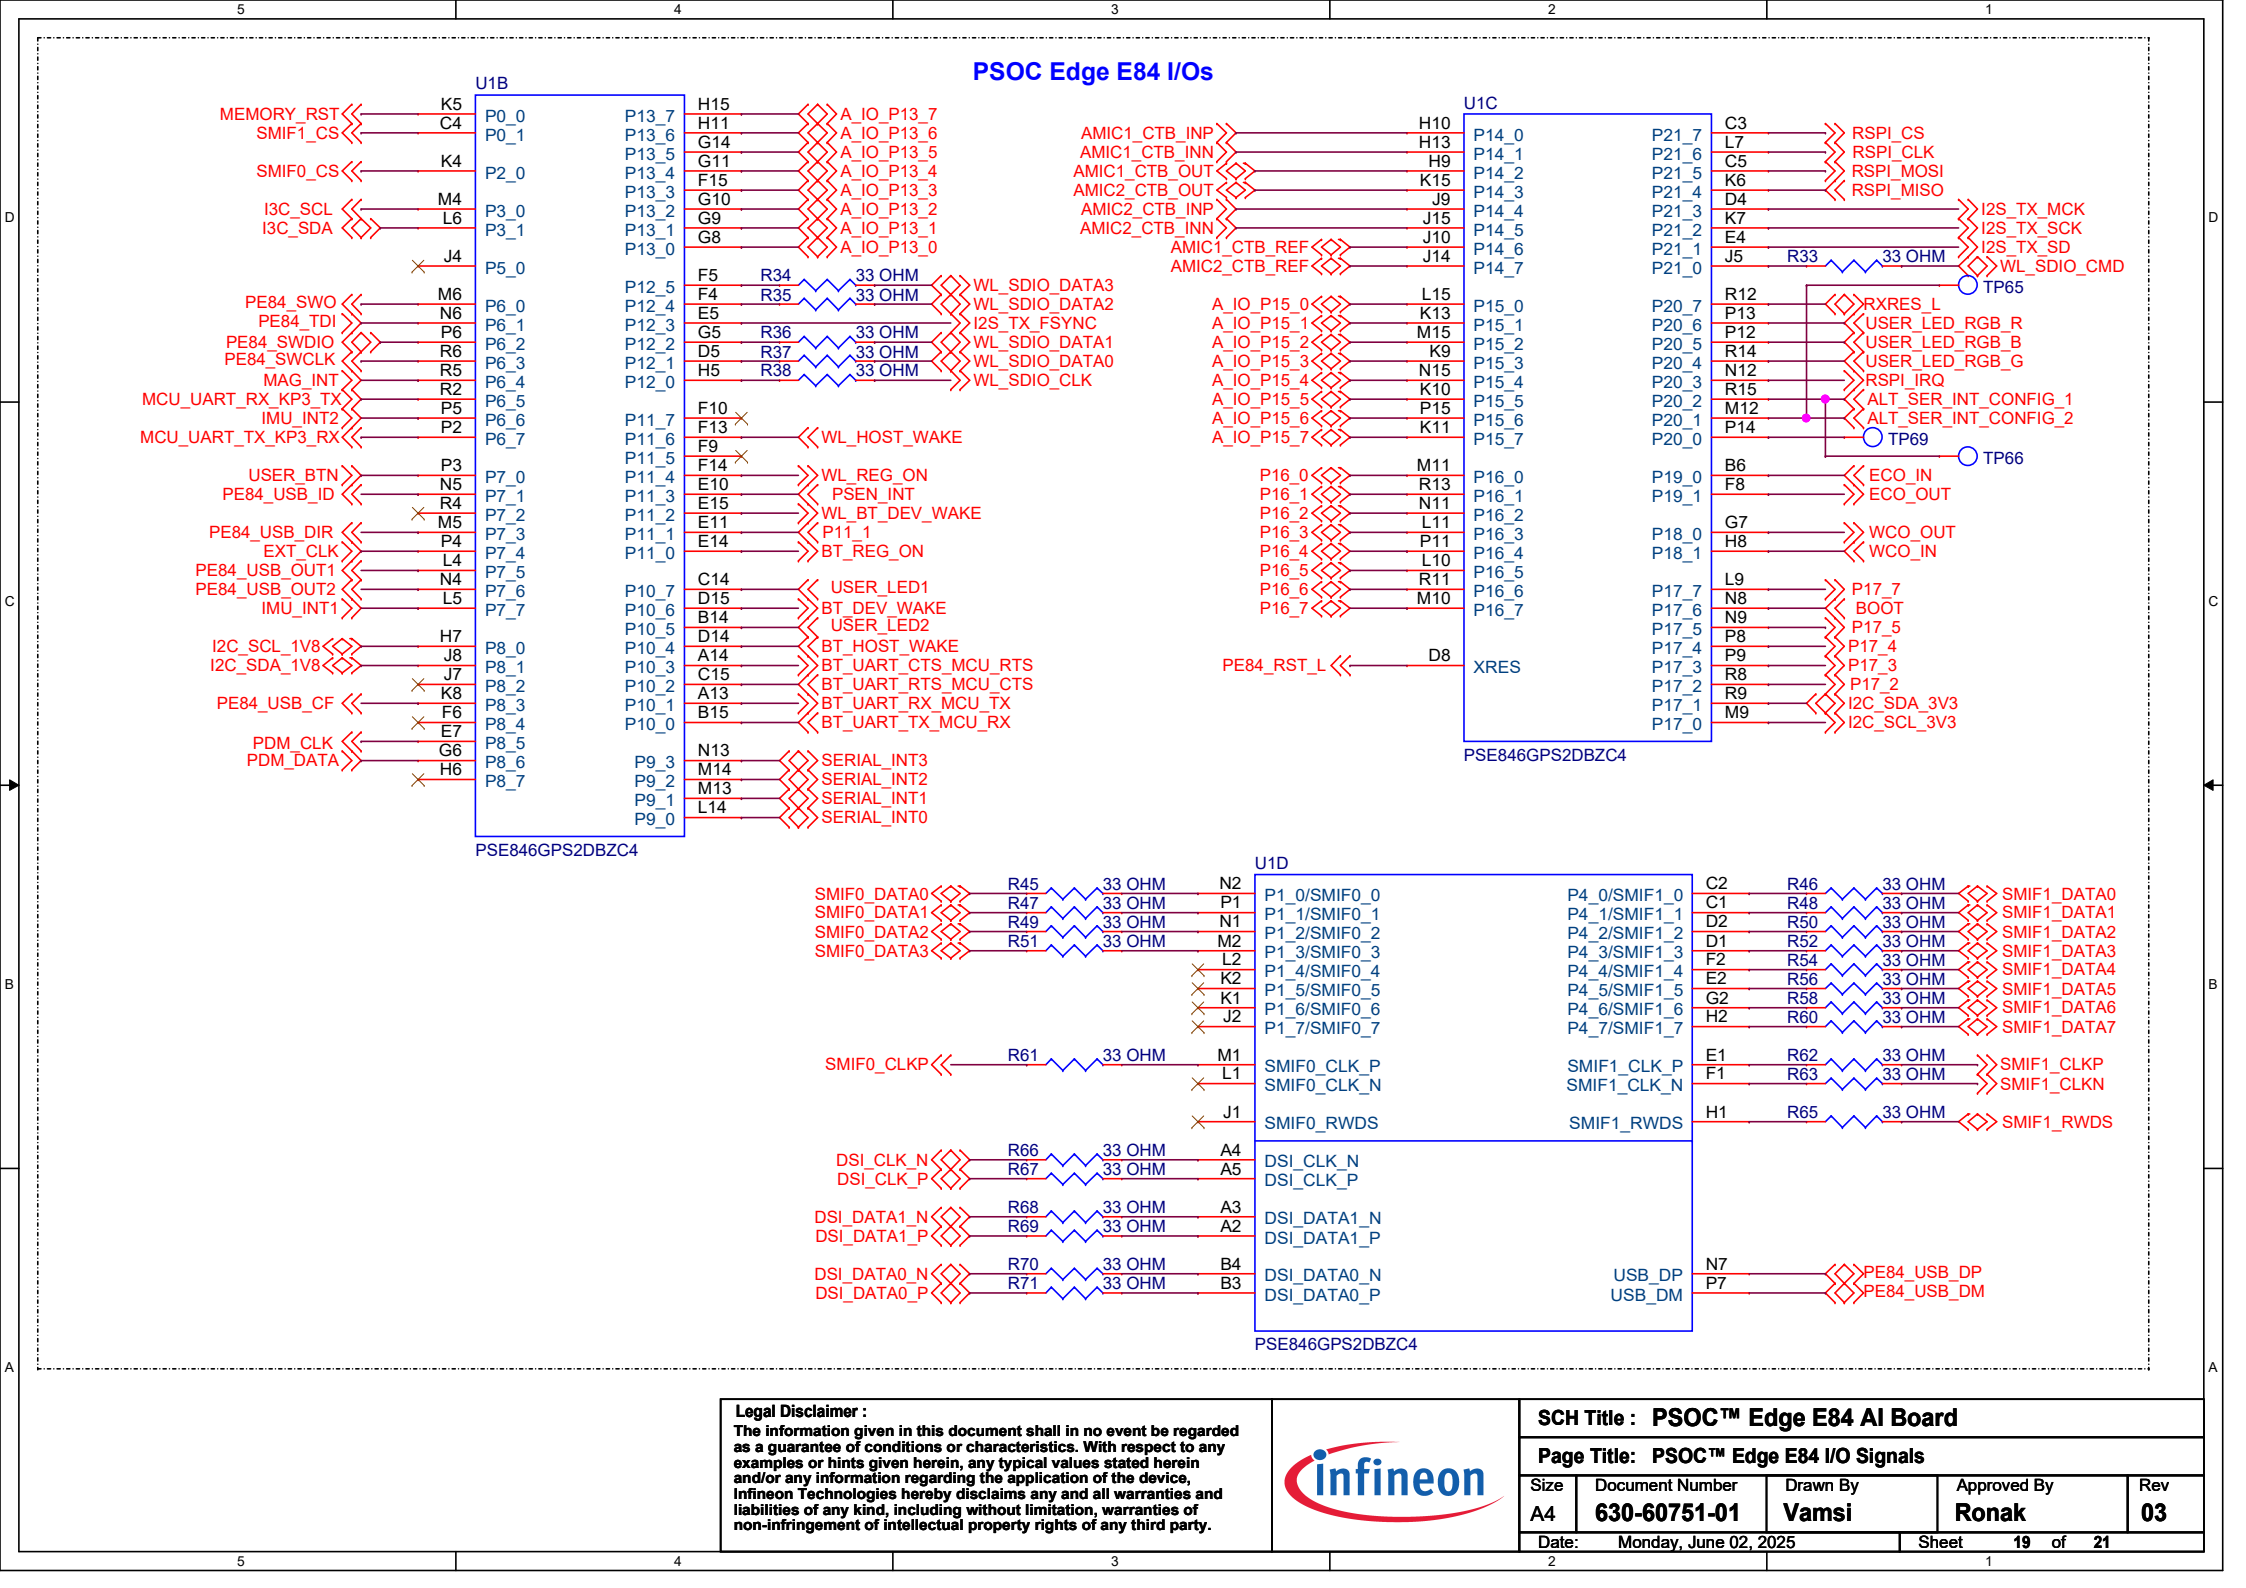 5 4 3 2 1
PSOC Edge E84 I/Os
U1B
MEMORY_RST K5 P0_0
SMIF1_CS C4 P0_1
SMIF0_CS K4 P2_0
I3C_SCL M4 P3_0
I3C_SDA L6 P3_1
J4 P5_0
PE84_SWO M6 P6_0
PE84_TDI N6 P6_1
PE84_SWDIO P6 P6_2
PE84_SWCLK R6 P6_3
MAG_INT R5 P6_4
MCU_UART_RX_KP3_TX R2 P6_5
IMU_INT2 P5 P6_6
MCU_UART_TX_KP3_RX P2 P6_7
USER_BTN P3 P7_0
PE84_USB_ID N5 P7_1
R4 P7_2
PE84_USB_DIR M5 P7_3
EXT_CLK P4 P7_4
PE84_USB_OUT1 L4 P7_5
PE84_USB_OUT2 N4 P7_6
IMU_INT1 L5 P7_7
I2C_SCL_1V8 H7 P8_0
I2C_SDA_1V8 J8 P8_1
J7 P8_2
PE84_USB_CF K8 P8_3
F6 P8_4
PDM_CLK E7 P8_5
PDM_DATA G6 P8_6
H6 P8_7
P13_7 H15 A_IO_P13_7
P13_6 H11 A_IO_P13_6
P13_5 G14 A_IO_P13_5
P13_4 G11 A_IO_P13_4
P13_3 F15 A_IO_P13_3
P13_2 G10 A_IO_P13_2
P13_1 G9 A_IO_P13_1
P13_0 G8 A_IO_P13_0
P12_5 F5 R34 33 OHM WL_SDIO_DATA3
P12_4 F4 R35 33 OHM WL_SDIO_DATA2
P12_3 E5 I2S_TX_FSYNC
P12_2 G5 R36 33 OHM WL_SDIO_DATA1
P12_1 D5 R37 33 OHM WL_SDIO_DATA0
P12_0 H5 R38 33 OHM WL_SDIO_CLK
P11_7 F10
P11_6 F13 WL_HOST_WAKE
P11_5 F9
P11_4 F14 WL_REG_ON
P11_3 E10 PSEN_INT
P11_2 E15 WL_BT_DEV_WAKE
P11_1 E11 P11_1
P11_0 E14 BT_REG_ON
P10_7 C14 USER_LED1
P10_6 D15 BT_DEV_WAKE
P10_5 B14 USER_LED2
P10_4 D14 BT_HOST_WAKE
P10_3 A14 BT_UART_CTS_MCU_RTS
P10_2 C15 BT_UART_RTS_MCU_CTS
P10_1 A13 BT_UART_RX_MCU_TX
P10_0 B15 BT_UART_TX_MCU_RX
P9_3 N13 SERIAL_INT3
P9_2 M14 SERIAL_INT2
P9_1 M13 SERIAL_INT1
P9_0 L14 SERIAL_INT0
PSE846GPS2DBZC4
U1C
AMIC1_CTB_INP H10 P14_0
AMIC1_CTB_INN H13 P14_1
AMIC1_CTB_OUT H9 P14_2
AMIC2_CTB_OUT K15 P14_3
AMIC2_CTB_INP J9 P14_4
AMIC2_CTB_INN J15 P14_5
AMIC1_CTB_REF J10 P14_6
AMIC2_CTB_REF J14 P14_7
A_IO_P15_0 L15 P15_0
A_IO_P15_1 K13 P15_1
A_IO_P15_2 M15 P15_2
A_IO_P15_3 K9 P15_3
A_IO_P15_4 N15 P15_4
A_IO_P15_5 K10 P15_5
A_IO_P15_6 P15 P15_6
A_IO_P15_7 K11 P15_7
P16_0 M11 P16_0
P16_1 R13 P16_1
P16_2 N11 P16_2
P16_3 L11 P16_3
P16_4 P11 P16_4
P16_5 L10 P16_5
P16_6 R11 P16_6
P16_7 M10 P16_7
PE84_RST_L D8 XRES
P21_7 C3 RSPI_CS
P21_6 L7 RSPI_CLK
P21_5 C5 RSPI_MOSI
P21_4 K6 RSPI_MISO
P21_3 D4 I2S_TX_MCK
P21_2 K7 I2S_TX_SCK
P21_1 E4 I2S_TX_SD
P21_0 J5 R33 33 OHM WL_SDIO_CMD
TP65
P20_7 R12 RXRES_L
P20_6 P13 USER_LED_RGB_R
P20_5 P12 USER_LED_RGB_B
P20_4 R14 USER_LED_RGB_G
P20_3 N12 RSPI_IRQ
P20_2 R15 ALT_SER_INT_CONFIG_1
P20_1 M12 ALT_SER_INT_CONFIG_2
P20_0 P14 TP69
TP66
P19_0 B6 ECO_IN
P19_1 F8 ECO_OUT
P18_0 G7 WCO_OUT
P18_1 H8 WCO_IN
P17_7 L9 P17_7
P17_6 N8 BOOT
P17_5 N9 P17_5
P17_4 P8 P17_4
P17_3 P9 P17_3
P17_2 R8 P17_2
P17_1 R9 I2C_SDA_3V3
P17_0 M9 I2C_SCL_3V3
PSE846GPS2DBZC4
U1D
SMIF0_DATA0 R45 33 OHM N2 P1_0/SMIF0_0
SMIF0_DATA1 R47 33 OHM P1 P1_1/SMIF0_1
SMIF0_DATA2 R49 33 OHM N1 P1_2/SMIF0_2
SMIF0_DATA3 R51 33 OHM M2 P1_3/SMIF0_3
L2 P1_4/SMIF0_4
K2 P1_5/SMIF0_5
K1 P1_6/SMIF0_6
J2 P1_7/SMIF0_7
SMIF0_CLKP R61 33 OHM M1 SMIF0_CLK_P
L1 SMIF0_CLK_N
J1 SMIF0_RWDS
DSI_CLK_N R66 33 OHM A4 DSI_CLK_N
DSI_CLK_P R67 33 OHM A5 DSI_CLK_P
DSI_DATA1_N R68 33 OHM A3 DSI_DATA1_N
DSI_DATA1_P R69 33 OHM A2 DSI_DATA1_P
DSI_DATA0_N R70 33 OHM B4 DSI_DATA0_N
DSI_DATA0_P R71 33 OHM B3 DSI_DATA0_P
P4_0/SMIF1_0 C2 R46 33 OHM SMIF1_DATA0
P4_1/SMIF1_1 C1 R48 33 OHM SMIF1_DATA1
P4_2/SMIF1_2 D2 R50 33 OHM SMIF1_DATA2
P4_3/SMIF1_3 D1 R52 33 OHM SMIF1_DATA3
P4_4/SMIF1_4 F2 R54 33 OHM SMIF1_DATA4
P4_5/SMIF1_5 E2 R56 33 OHM SMIF1_DATA5
P4_6/SMIF1_6 G2 R58 33 OHM SMIF1_DATA6
P4_7/SMIF1_7 H2 R60 33 OHM SMIF1_DATA7
SMIF1_CLK_P E1 R62 33 OHM SMIF1_CLKP
SMIF1_CLK_N F1 R63 33 OHM SMIF1_CLKN
SMIF1_RWDS H1 R65 33 OHM SMIF1_RWDS
USB_DP N7 PE84_USB_DP
USB_DM P7 PE84_USB_DM
PSE846GPS2DBZC4
D D
C C
B B
A A
Legal Disclaimer :
The information given in this document shall in no event be regarded
as a guarantee of conditions or characteristics. With respect to any
examples or hints given herein, any typical values stated herein
and/or any information regarding the application of the device,
Infineon Technologies hereby disclaims any and all warranties and
liabilities of any kind, including without limitation, warranties of
non-infringement of intellectual property rights of any third party.
infineon
SCH Title : PSOC™ Edge E84 AI Board
Page Title: PSOC™ Edge E84 I/O Signals
Size Document Number Drawn By Approved By Rev
A4 630-60751-01 Vamsi Ronak 03
Date: Monday, June 02, 2025 Sheet 19 of 21
5 4 3 2 1